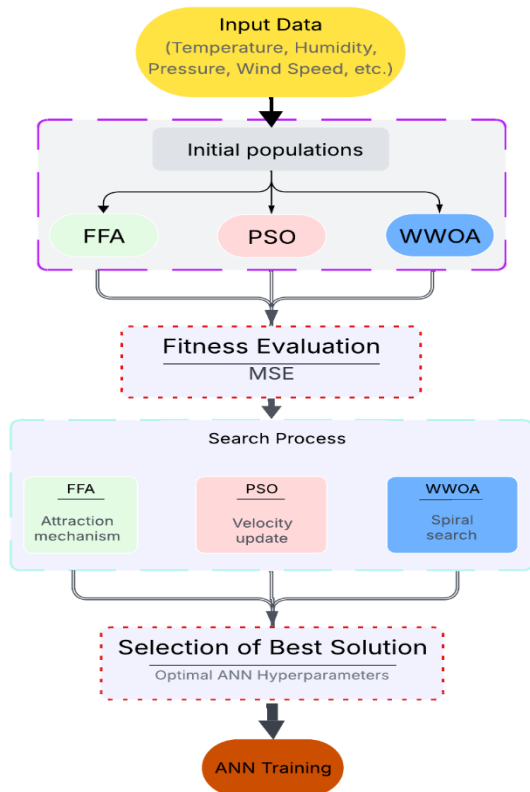 Input Data
(Temperature, Humidity,
Pressure, Wind Speed, etc.)
Initial populations
FFA
PSO
WWOA
Fitness Evaluation
MSE
Search Process
FFA
Attraction
mechanism
PSO
Velocity
update
WWOA
Spiral
search
Selection of Best Solution
Optimal ANN Hyperparameters
ANN Training